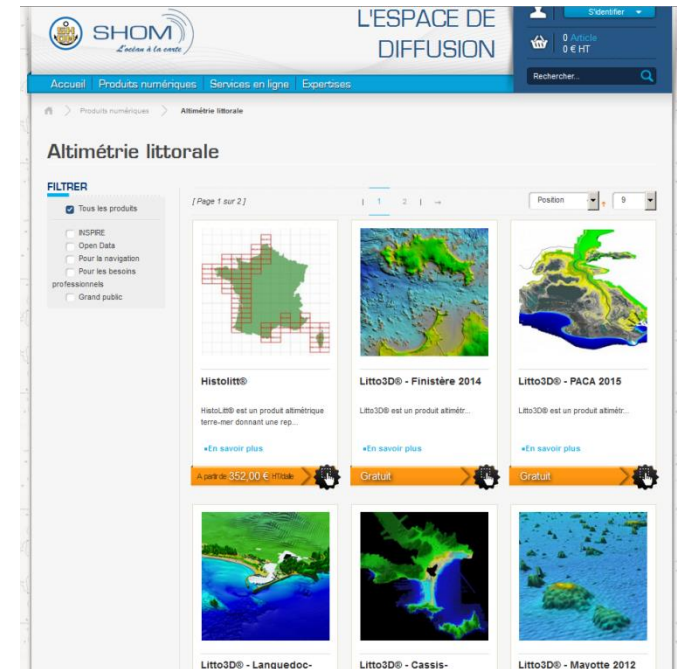 SHOM
L'océan à la carte
L'ESPACE DE
DIFFUSION
S'identifier
0 Article
0 € HT
Rechercher...
Accueil Produits numériques Services en ligne Expertises
Produits numériques Altimétrie littorale
Altimétrie littorale
FILTRER
Tous les produits
INSPIRE
Open Data
Pour la navigation
Pour les besoins
professionnels
Grand public
[Page 1 sur 2]
| 1 2 | →
Position 9
Histolitt®
HistoLitt® est un produit altimétrique
terre-mer donnant une rep...
En savoir plus
A partir de 352,00 € HT/dalle
Litto3D® - Finistère 2014
Litto3D® est un produit altimétr...
En savoir plus
Gratuit
Litto3D® - PACA 2015
Litto3D® est un produit altimétr...
En savoir plus
Gratuit
Litto3D® - Languedoc-
Litto3D® - Cassis-
Litto3D® - Mayotte 2012